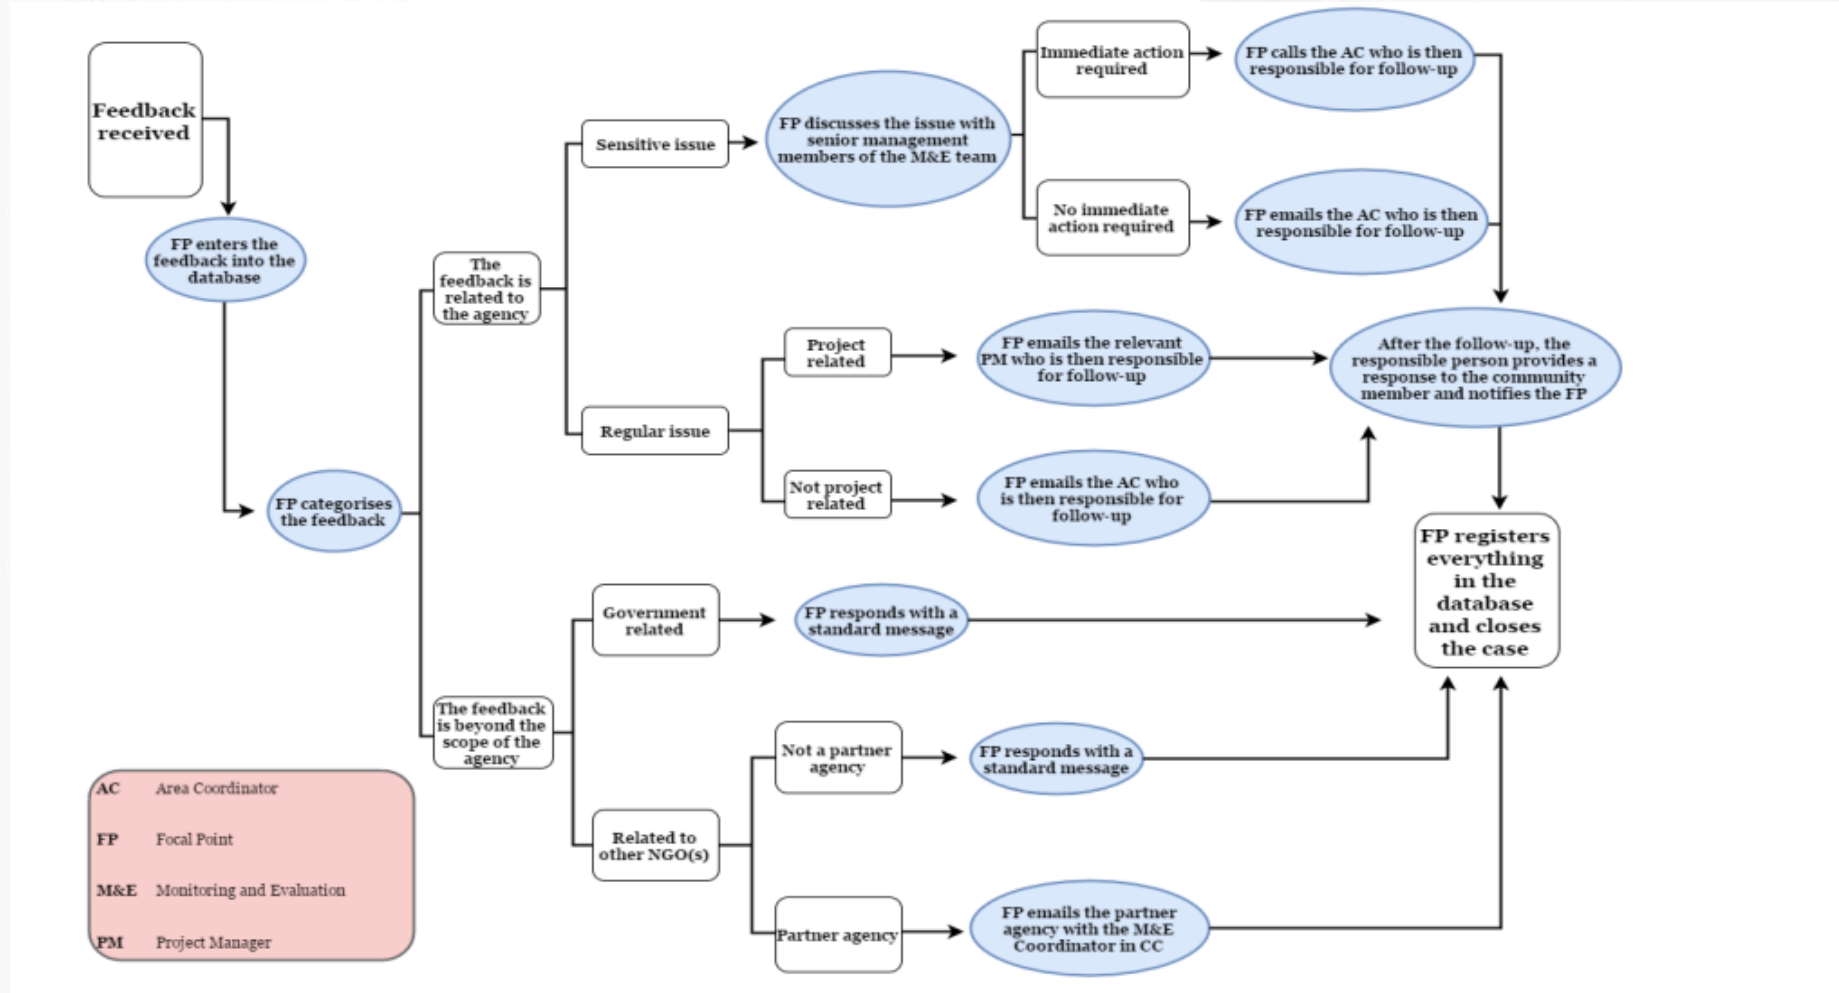 Feedback
received
FP enters the
feedback into the
database
FP categorises
the feedback
The
feedback is
related to
the agency
Sensitive issue
FP discusses the issue with
senior management
members of the M&E team
Immediate action
required
FP calls the AC who is then
responsible for follow-up
No immediate
action required
FP emails the AC who is then
responsible for follow-up
Regular issue
Project
related
FP emails the relevant
PM who is then responsible
for follow-up
Not project
related
FP emails the AC who
is then responsible for
follow-up
After the follow-up, the
responsible person provides a
response to the community
member and notifies the FP
The feedback
is beyond the
scope of the
agency
Government
related
FP responds with a
standard message
Related to
other NGO(s)
Not a partner
agency
FP responds with a
standard message
Partner agency
FP emails the partner
agency with the M&E
Coordinator in CC
FP registers
everything
in the
database
and closes
the case
AC Area Coordinator
FP Focal Point
M&E Monitoring and Evaluation
PM Project Manager